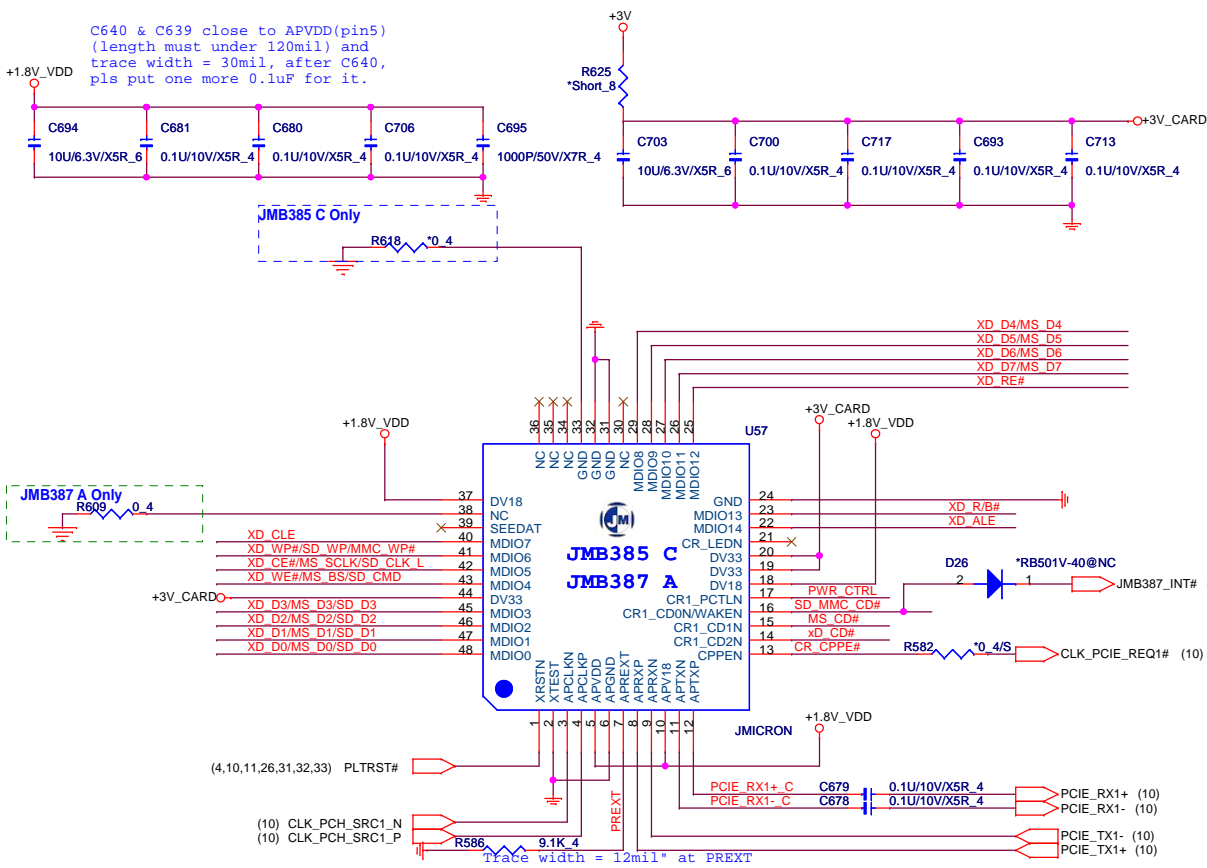 C640 & C639 close to APVDD(pin5)
(length must under 120mil) and
trace width = 30mil, after C640,
pls put one more 0.1uF for it.
+1.8V_VDD
C694
10U/6.3V/X5R_6
C681
0.1U/10V/X5R_4
C680
0.1U/10V/X5R_4
C706
0.1U/10V/X5R_4
C695
1000P/50V/X7R_4
+3V
R625
*Short_8
+3V_CARD
C703
10U/6.3V/X5R_6
C700
0.1U/10V/X5R_4
C717
0.1U/10V/X5R_4
C693
0.1U/10V/X5R_4
C713
0.1U/10V/X5R_4
JMB385 C Only
R618 *0_4
XD_D4/MS_D4
XD_D5/MS_D5
XD_D6/MS_D6
XD_D7/MS_D7
XD_RE#
+3V_CARD
+1.8V_VDD
+1.8V_VDD
U57
36 NC
35 NC
34 NC
33 GND
32 GND
31 GND
30 NC
29 MDIO8
28 MDIO9
27 MDIO10
26 MDIO11
25 MDIO12
JMB387 A Only
R609 0_4
37 DV18
38 NC
39 SEEDAT
XD_CLE 40 MDIO7
XD_WP#/SD_WP/MMC_WP# 41 MDIO6
XD_CE#/MS_SCLK/SD_CLK_L 42 MDIO5
XD_WE#/MS_BS/SD_CMD 43 MDIO4
+3V_CARD 44 DV33
XD_D3/MS_D3/SD_D3 45 MDIO3
XD_D2/MS_D2/SD_D2 46 MDIO2
XD_D1/MS_D1/SD_D1 47 MDIO1
XD_D0/MS_D0/SD_D0 48 MDIO0
JM
JMB385 C
JMB387 A
GND 24
MDIO13 23 XD_R/B#
MDIO14 22 XD_ALE
CR_LEDN 21
DV33 20
DV33 19
DV18 18
CR1_PCTLN 17 PWR_CTRL
CR1_CD0N/WAKEN 16 SD_MMC_CD#
CR1_CD1N 15 MS_CD#
CR1_CD2N 14 xD_CD#
CPPEN 13 CR_CPPE#
D26 *RB501V-40@NC
2 1 JMB387_INT#
R582 *0_4/S CLK_PCIE_REQ1# (10)
XRSTN 1
XTEST 2
APCLKN 3
APCLKP 4
APVDD 5
APGND 6
APREXT 7
APRXP 8
APRXN 9
APV18 10
APTXN 11
APTXP 12
JMICRON
+1.8V_VDD
(4,10,11,26,31,32,33) PLTRST#
PCIE_RX1+_C C679 0.1U/10V/X5R_4 PCIE_RX1+ (10)
PCIE_RX1-_C C678 0.1U/10V/X5R_4 PCIE_RX1- (10)
PREXT
(10) CLK_PCH_SRC1_N
(10) CLK_PCH_SRC1_P
PCIE_TX1- (10)
PCIE_TX1+ (10)
R586 9.1K_4
Trace width = 12mil" at PREXT